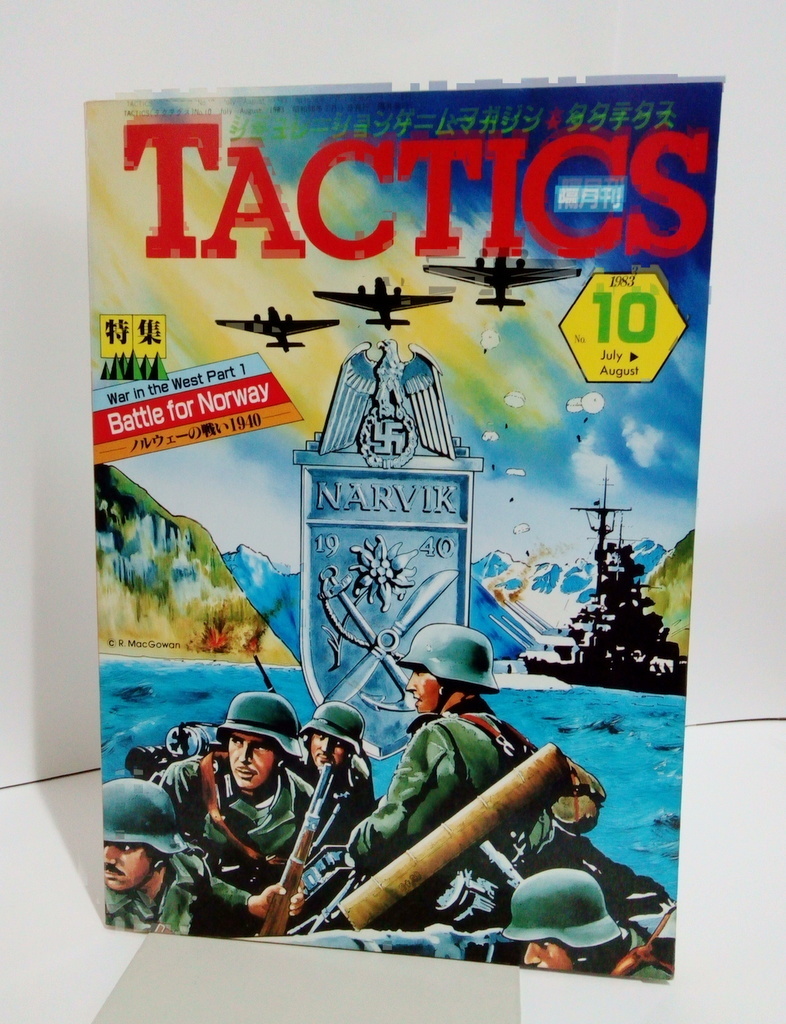 シミュレーションゲームマガジン★タクテクス
TACTICS
隔月刊
1983
No. 10
July ▶
August
特集
War in the West Part 1
Battle for Norway
ノルウェーの戦い1940
NARVIK
1940
C. R. MacGowan